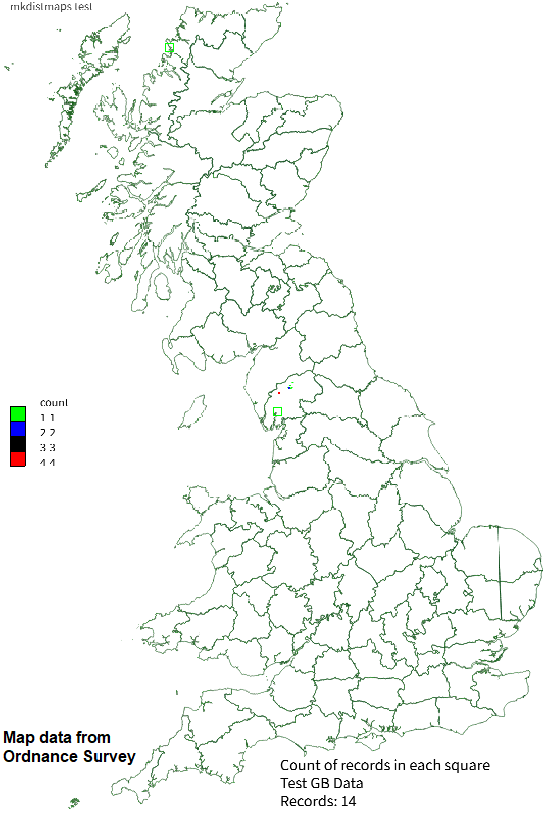 mkdistmaps test
count
1 1
2 2
3 3
4 4
Map data from
Ordnance Survey
Count of records in each square
Test GB Data
Records: 14